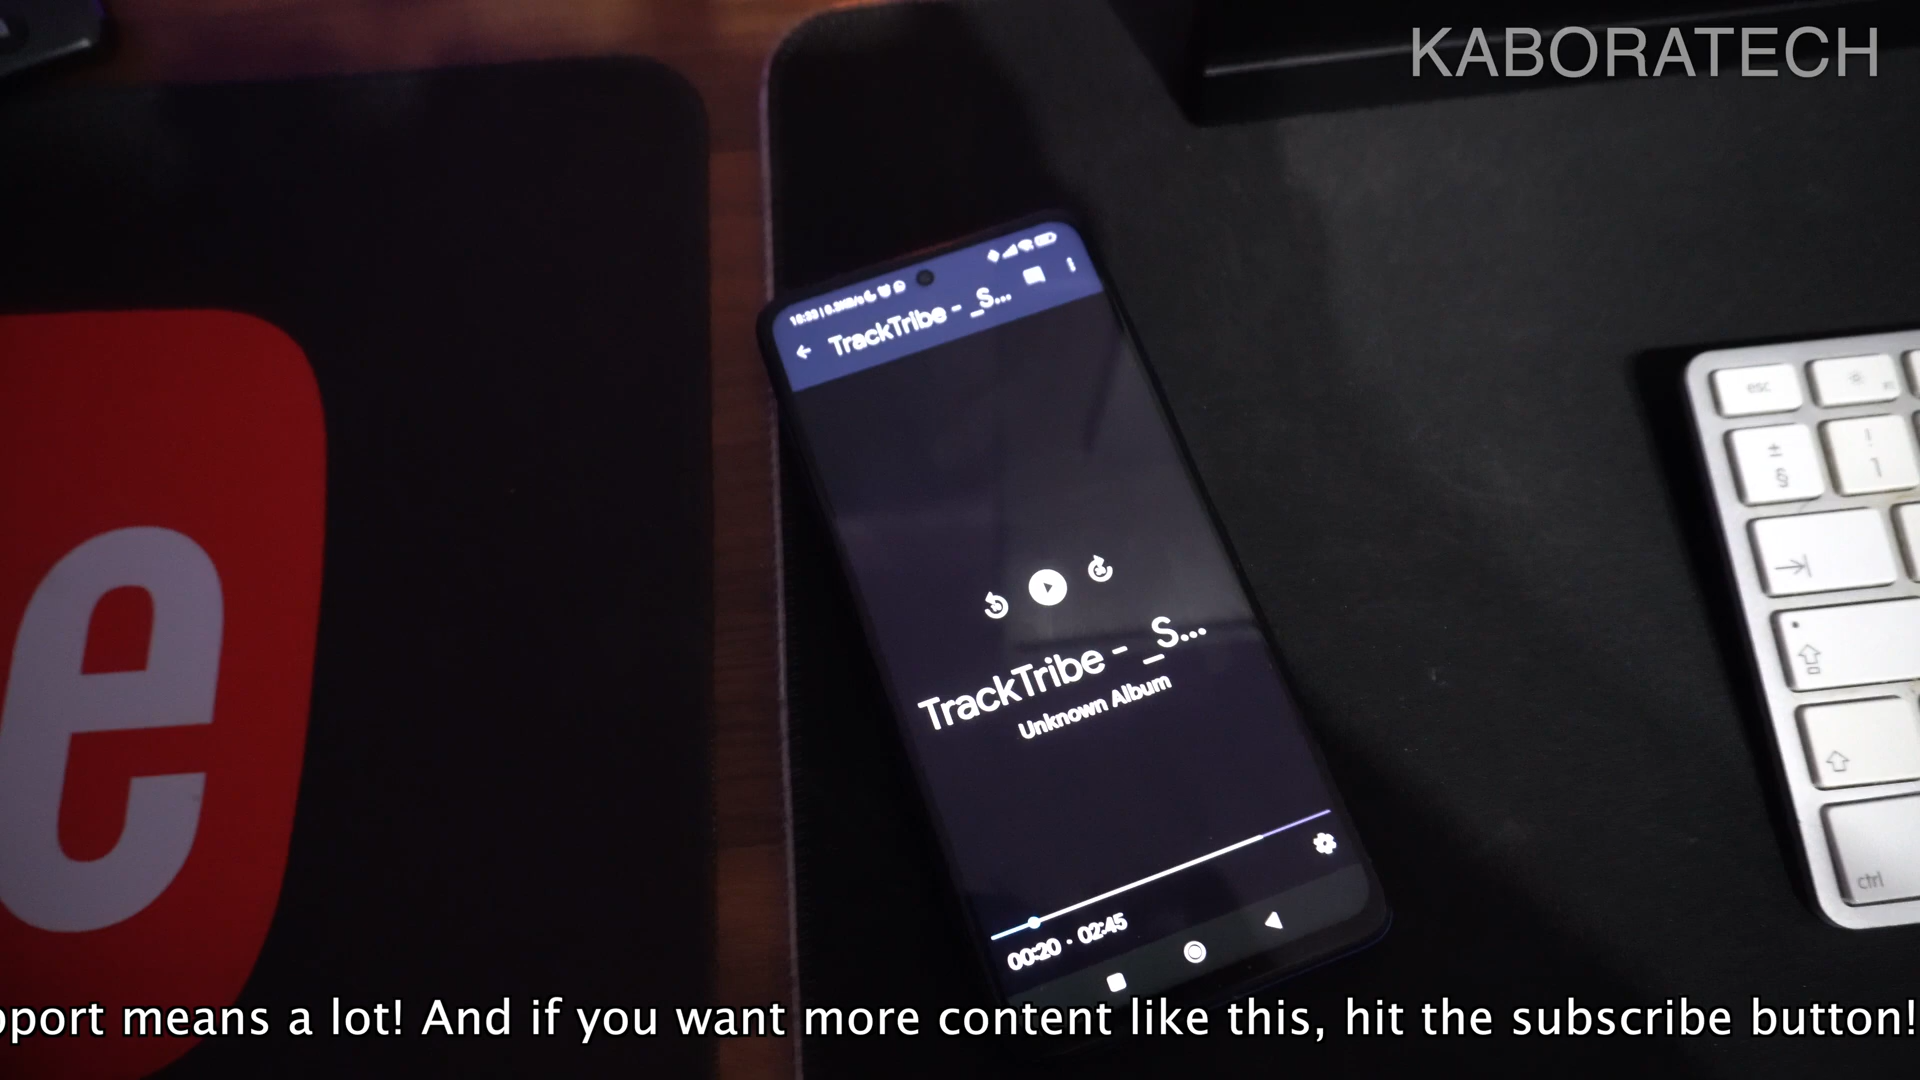 KABORATECH
TrackTribe - _S...
TrackTribe - _S...
Unknown Album
00:20 · 02:45
e
esc
±
§
!
1
ctrl
pport means a lot! And if you want more content like this, hit the subscribe button!